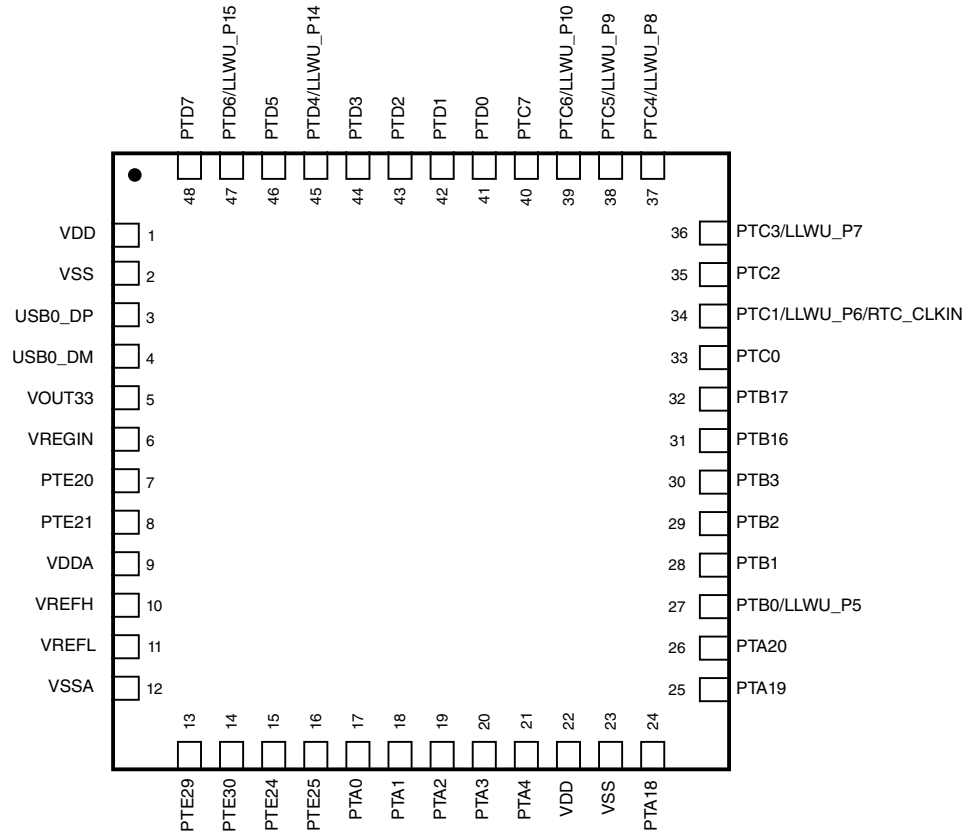 PTD7
PTD6/LLWU_P15
PTD5
PTD4/LLWU_P14
PTD3
PTD2
PTD1
PTD0
PTC7
PTC6/LLWU_P10
PTC5/LLWU_P9
PTC4/LLWU_P8
48
47
46
45
44
43
42
41
40
39
38
37
VDD 1
VSS 2
USB0_DP 3
USB0_DM 4
VOUT33 5
VREGIN 6
PTE20 7
PTE21 8
VDDA 9
VREFH 10
VREFL 11
VSSA 12
36 PTC3/LLWU_P7
35 PTC2
34 PTC1/LLWU_P6/RTC_CLKIN
33 PTC0
32 PTB17
31 PTB16
30 PTB3
29 PTB2
28 PTB1
27 PTB0/LLWU_P5
26 PTA20
25 PTA19
13
14
15
16
17
18
19
20
21
22
23
24
PTE29
PTE30
PTE24
PTE25
PTA0
PTA1
PTA2
PTA3
PTA4
VDD
VSS
PTA18